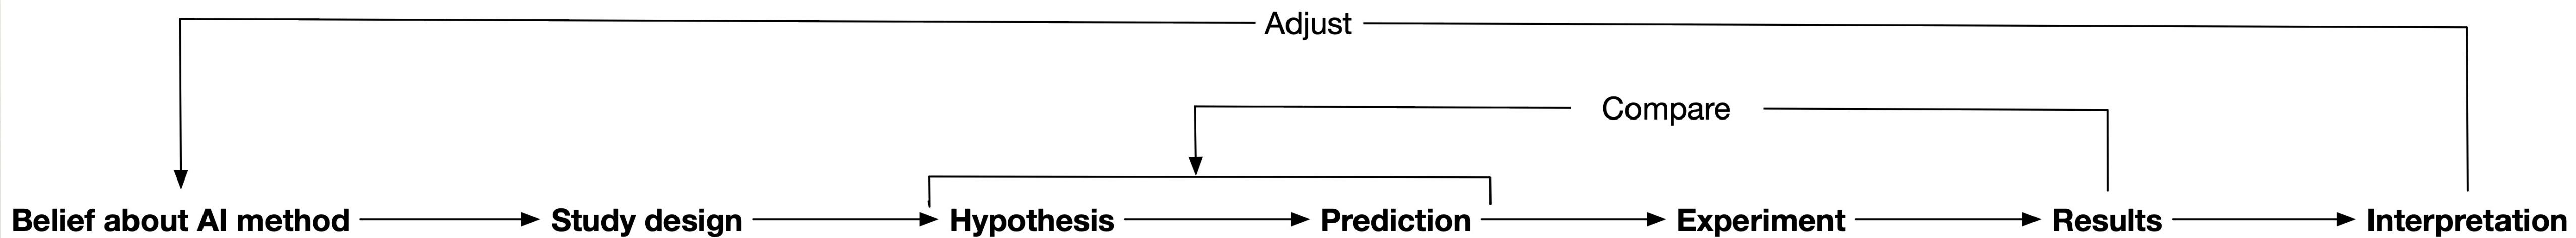 Adjust
Compare
Belief about AI method
Study design
Hypothesis
Prediction
Experiment
Results
Interpretation